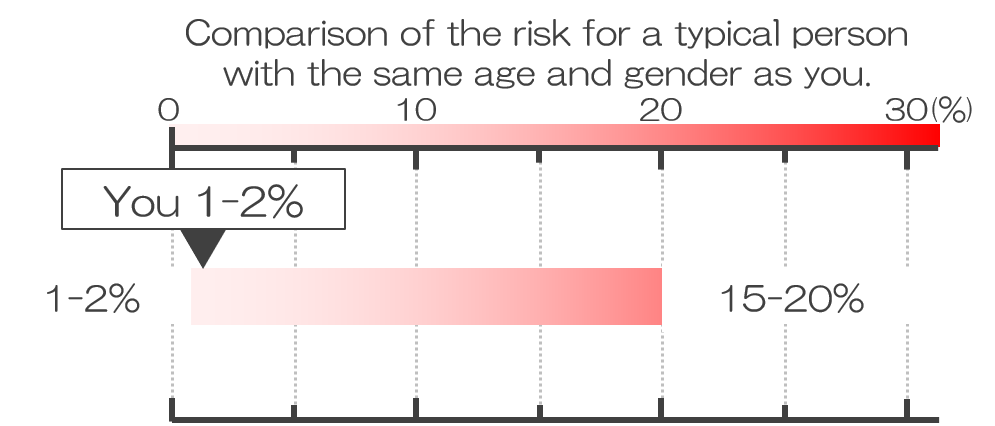 Comparison of the risk for a typical person
with the same age and gender as you.
0 10 20 30(%)
You 1-2%
1-2% 15-20%